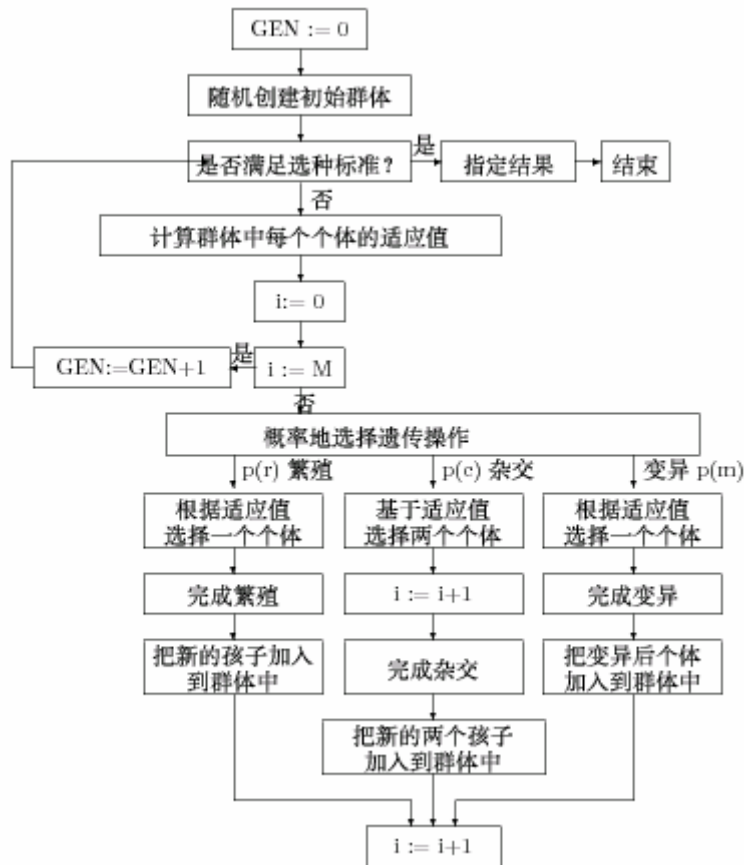 GEN := 0
随机创建初始群体
是否满足选种标准?
是
指定结果
结束
否
计算群体中每个个体的适应值
i:= 0
GEN:=GEN+1
是
i := M
否
概率地选择遗传操作
p(r) 繁殖
p(c) 杂交
变异 p(m)
根据适应值
选择一个个体
基于适应值
选择两个个体
根据适应值
选择一个个体
完成繁殖
i := i+1
完成变异
把新的孩子加入
到群体中
完成杂交
把变异后个体
加入到群体中
把新的两个孩子
加入到群体中
i := i+1